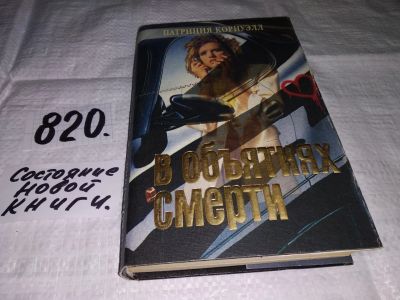 ПАТРИЦИЯ КОРНУЭЛЛ
в объятиях
смерти
820.
Состояние
новой
книги.